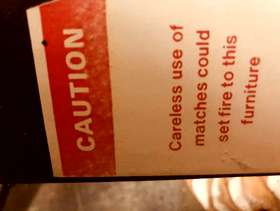 CAUTION
Careless use of
matches could
set fire to this
furniture